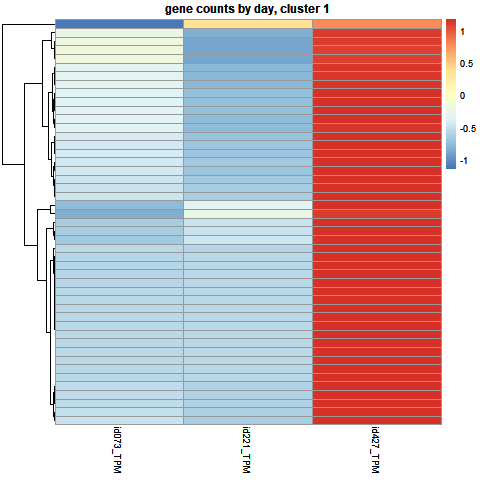 gene counts by day, cluster 1
1
0.5
0
-0.5
-1
id073_TPM
id221_TPM
id427_TPM